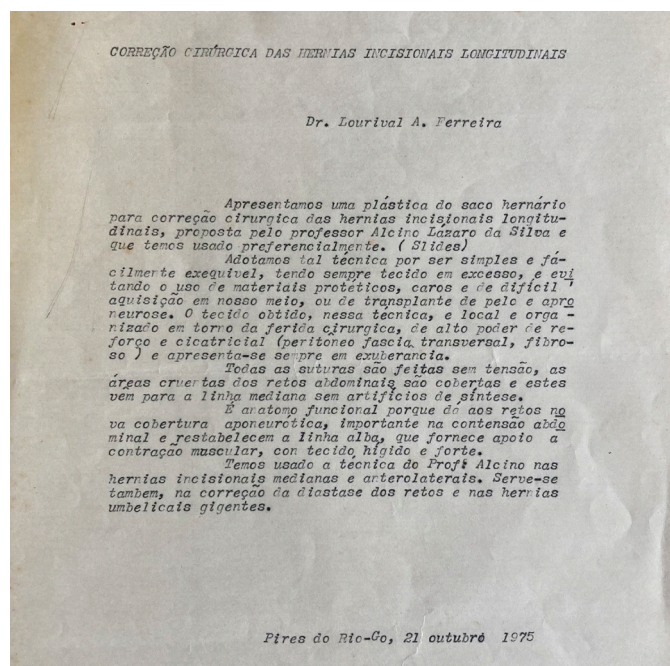 CORREÇÃO CIRÚRGICA DAS HERNIAS INCISIONAIS LONGITUDINAIS
Dr. Lourival A. Ferreira
Apresentamos uma plástica do saco hernário
para correção cirurgica das hernias incisionais longitu-
dinais, proposta pelo professor Alcino Lázaro da Silva e
que temos usado preferencialmente. ( Slides)
Adotamos tal técnica por ser simples e fá-
cilmente exequivel, tendo sempre tecido em excesso, e evi
tando o uso de materiais protéticos, caros e de difícil '
aquisição em nosso meio, ou de transplante de pele e apro
neurose. O tecido obtido, nessa técnica, e local e orga -
nizado em torno da ferida cirurgica, de alto poder de re-
forço e cicatricial (peritôneo fascia transversal, fibro-
so ) e apresenta-se sempre em exuberancia.
Todas as suturas são feitas sem tensão, as
áreas cruertas dos retos abdominais são cobertas e estes
vem para a linha mediana sem artifícios de síntese.
É anatomo funcional porque dá aos retos no
va cobertura aponeurótica, importante na contensão abdo
minal e restabelecem a linha alba, que fornece apoio a
contração muscular, con tecido hígido e forte.
Temos usado a técnica do Profº Alcino nas
hernias incisionais medianas e anterolaterais. Serve-se
tambem, na correção da diastase dos retos e nas hernias
umbelicais gigentes.
Pires do Rio-Go, 21 outubro 1975